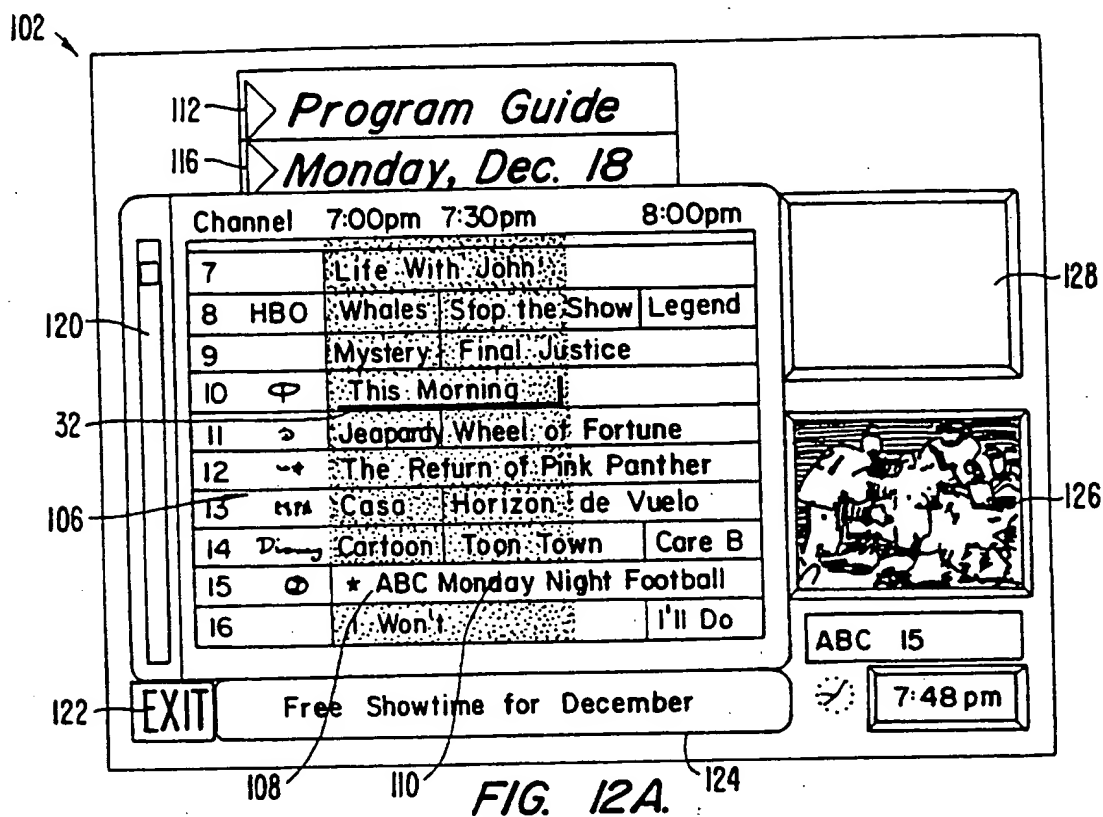 102
112 Program Guide
116 Monday, Dec. 18
Channel 7:00pm 7:30pm 8:00pm
7 Life With John
8 HBO Whales Stop the Show Legend
128
120
9 Mystery Final Justice
10 This Morning
32
11 Jeapardy Wheel of Fortune
12 The Return of Pink Panther
106
126
13 Casa Horizon de Vuelo
14 Disney Cartoon Toon Town Care B
15 * ABC Monday Night Football
16 I Won't I'll Do
ABC 15
122 EXIT Free Showtime for December 7:48 pm
108 110 124
FIG. 12A.